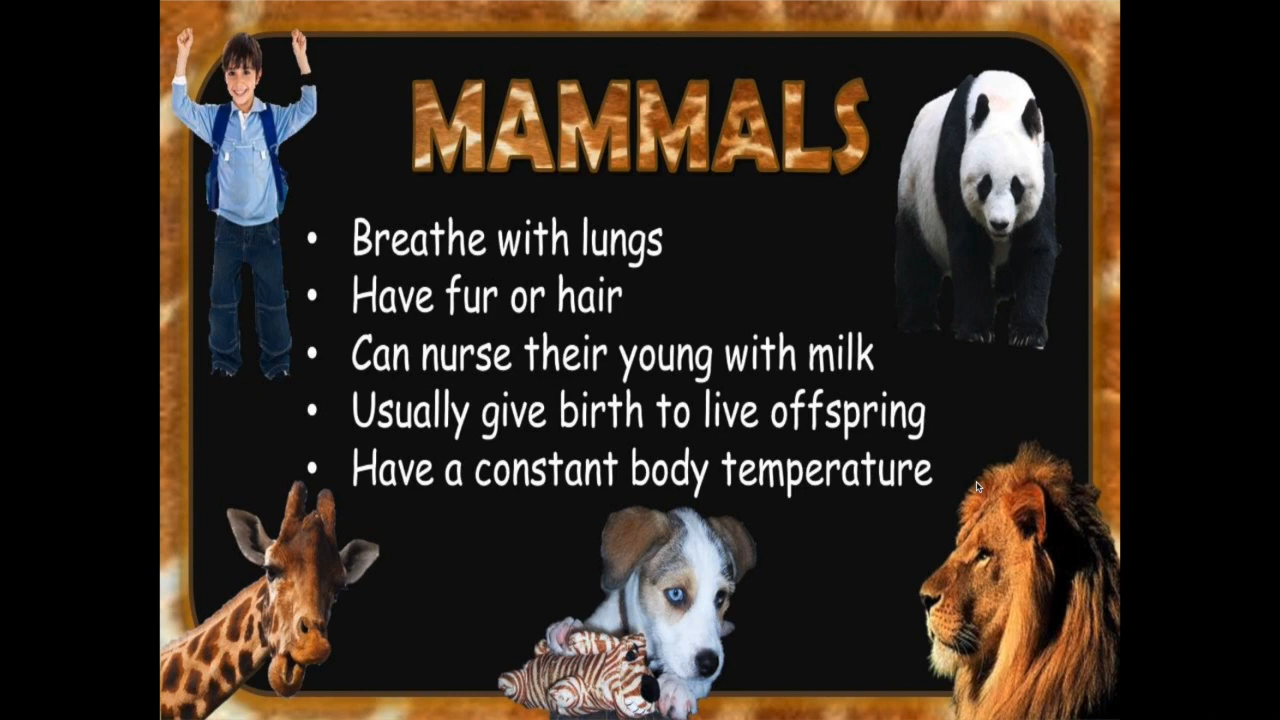 MAMMALS
• Breathe with lungs
• Have fur or hair
• Can nurse their young with milk
• Usually give birth to live offspring
• Have a constant body temperature